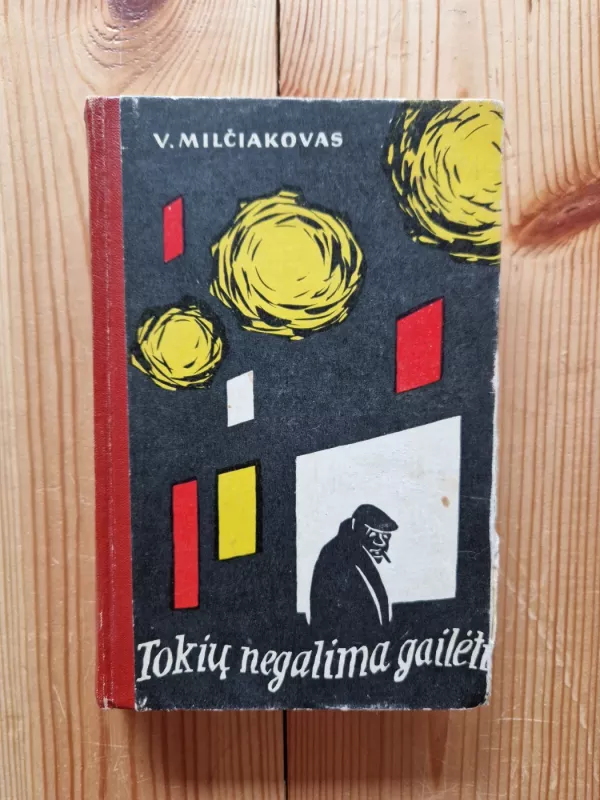 V. MILČIAKOVAS
Tokių negalima gailėti